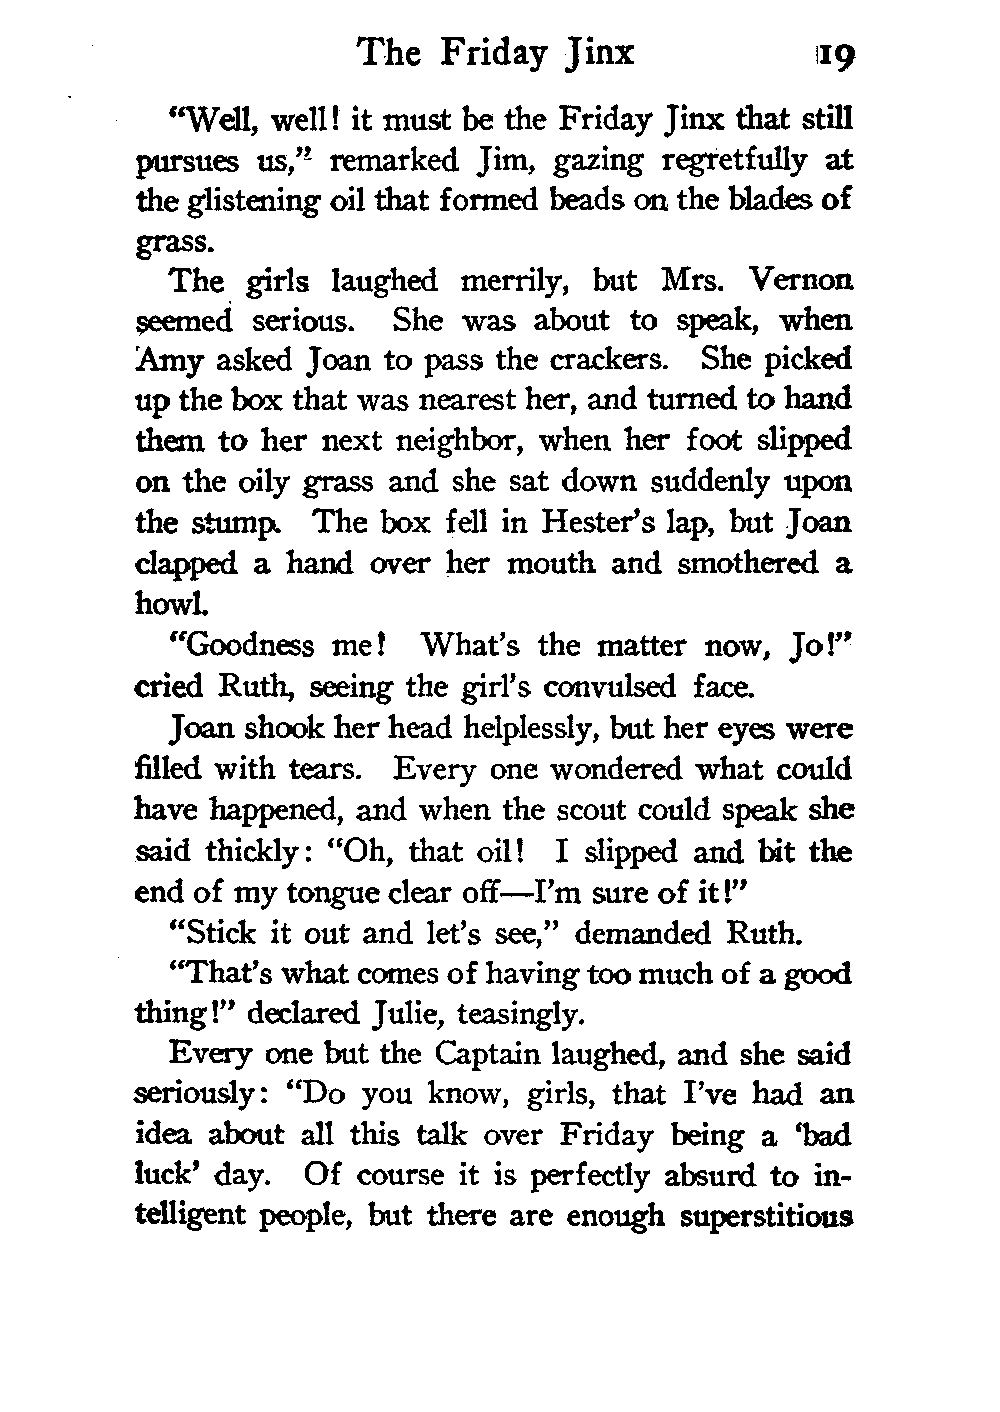 The Friday Jinx 19
"Well, well! it must be the Friday Jinx that still
pursues us," remarked Jim, gazing regretfully at
the glistening oil that formed beads on the blades of
grass.
The girls laughed merrily, but Mrs. Vernon
seemed serious. She was about to speak, when
Amy asked Joan to pass the crackers. She picked
up the box that was nearest her, and turned to hand
them to her next neighbor, when her foot slipped
on the oily grass and she sat down suddenly upon
the stump. The box fell in Hester's lap, but Joan
clapped a hand over her mouth and smothered a
howl.
"Goodness me! What's the matter now, Jo!"
cried Ruth, seeing the girl's convulsed face.
Joan shook her head helplessly, but her eyes were
filled with tears. Every one wondered what could
have happened, and when the scout could speak she
said thickly: "Oh, that oil! I slipped and bit the
end of my tongue clear off—I'm sure of it!"
"Stick it out and let's see," demanded Ruth.
"That's what comes of having too much of a good
thing!" declared Julie, teasingly.
Every one but the Captain laughed, and she said
seriously: "Do you know, girls, that I've had an
idea about all this talk over Friday being a 'bad
luck' day. Of course it is perfectly absurd to in-
telligent people, but there are enough superstitious